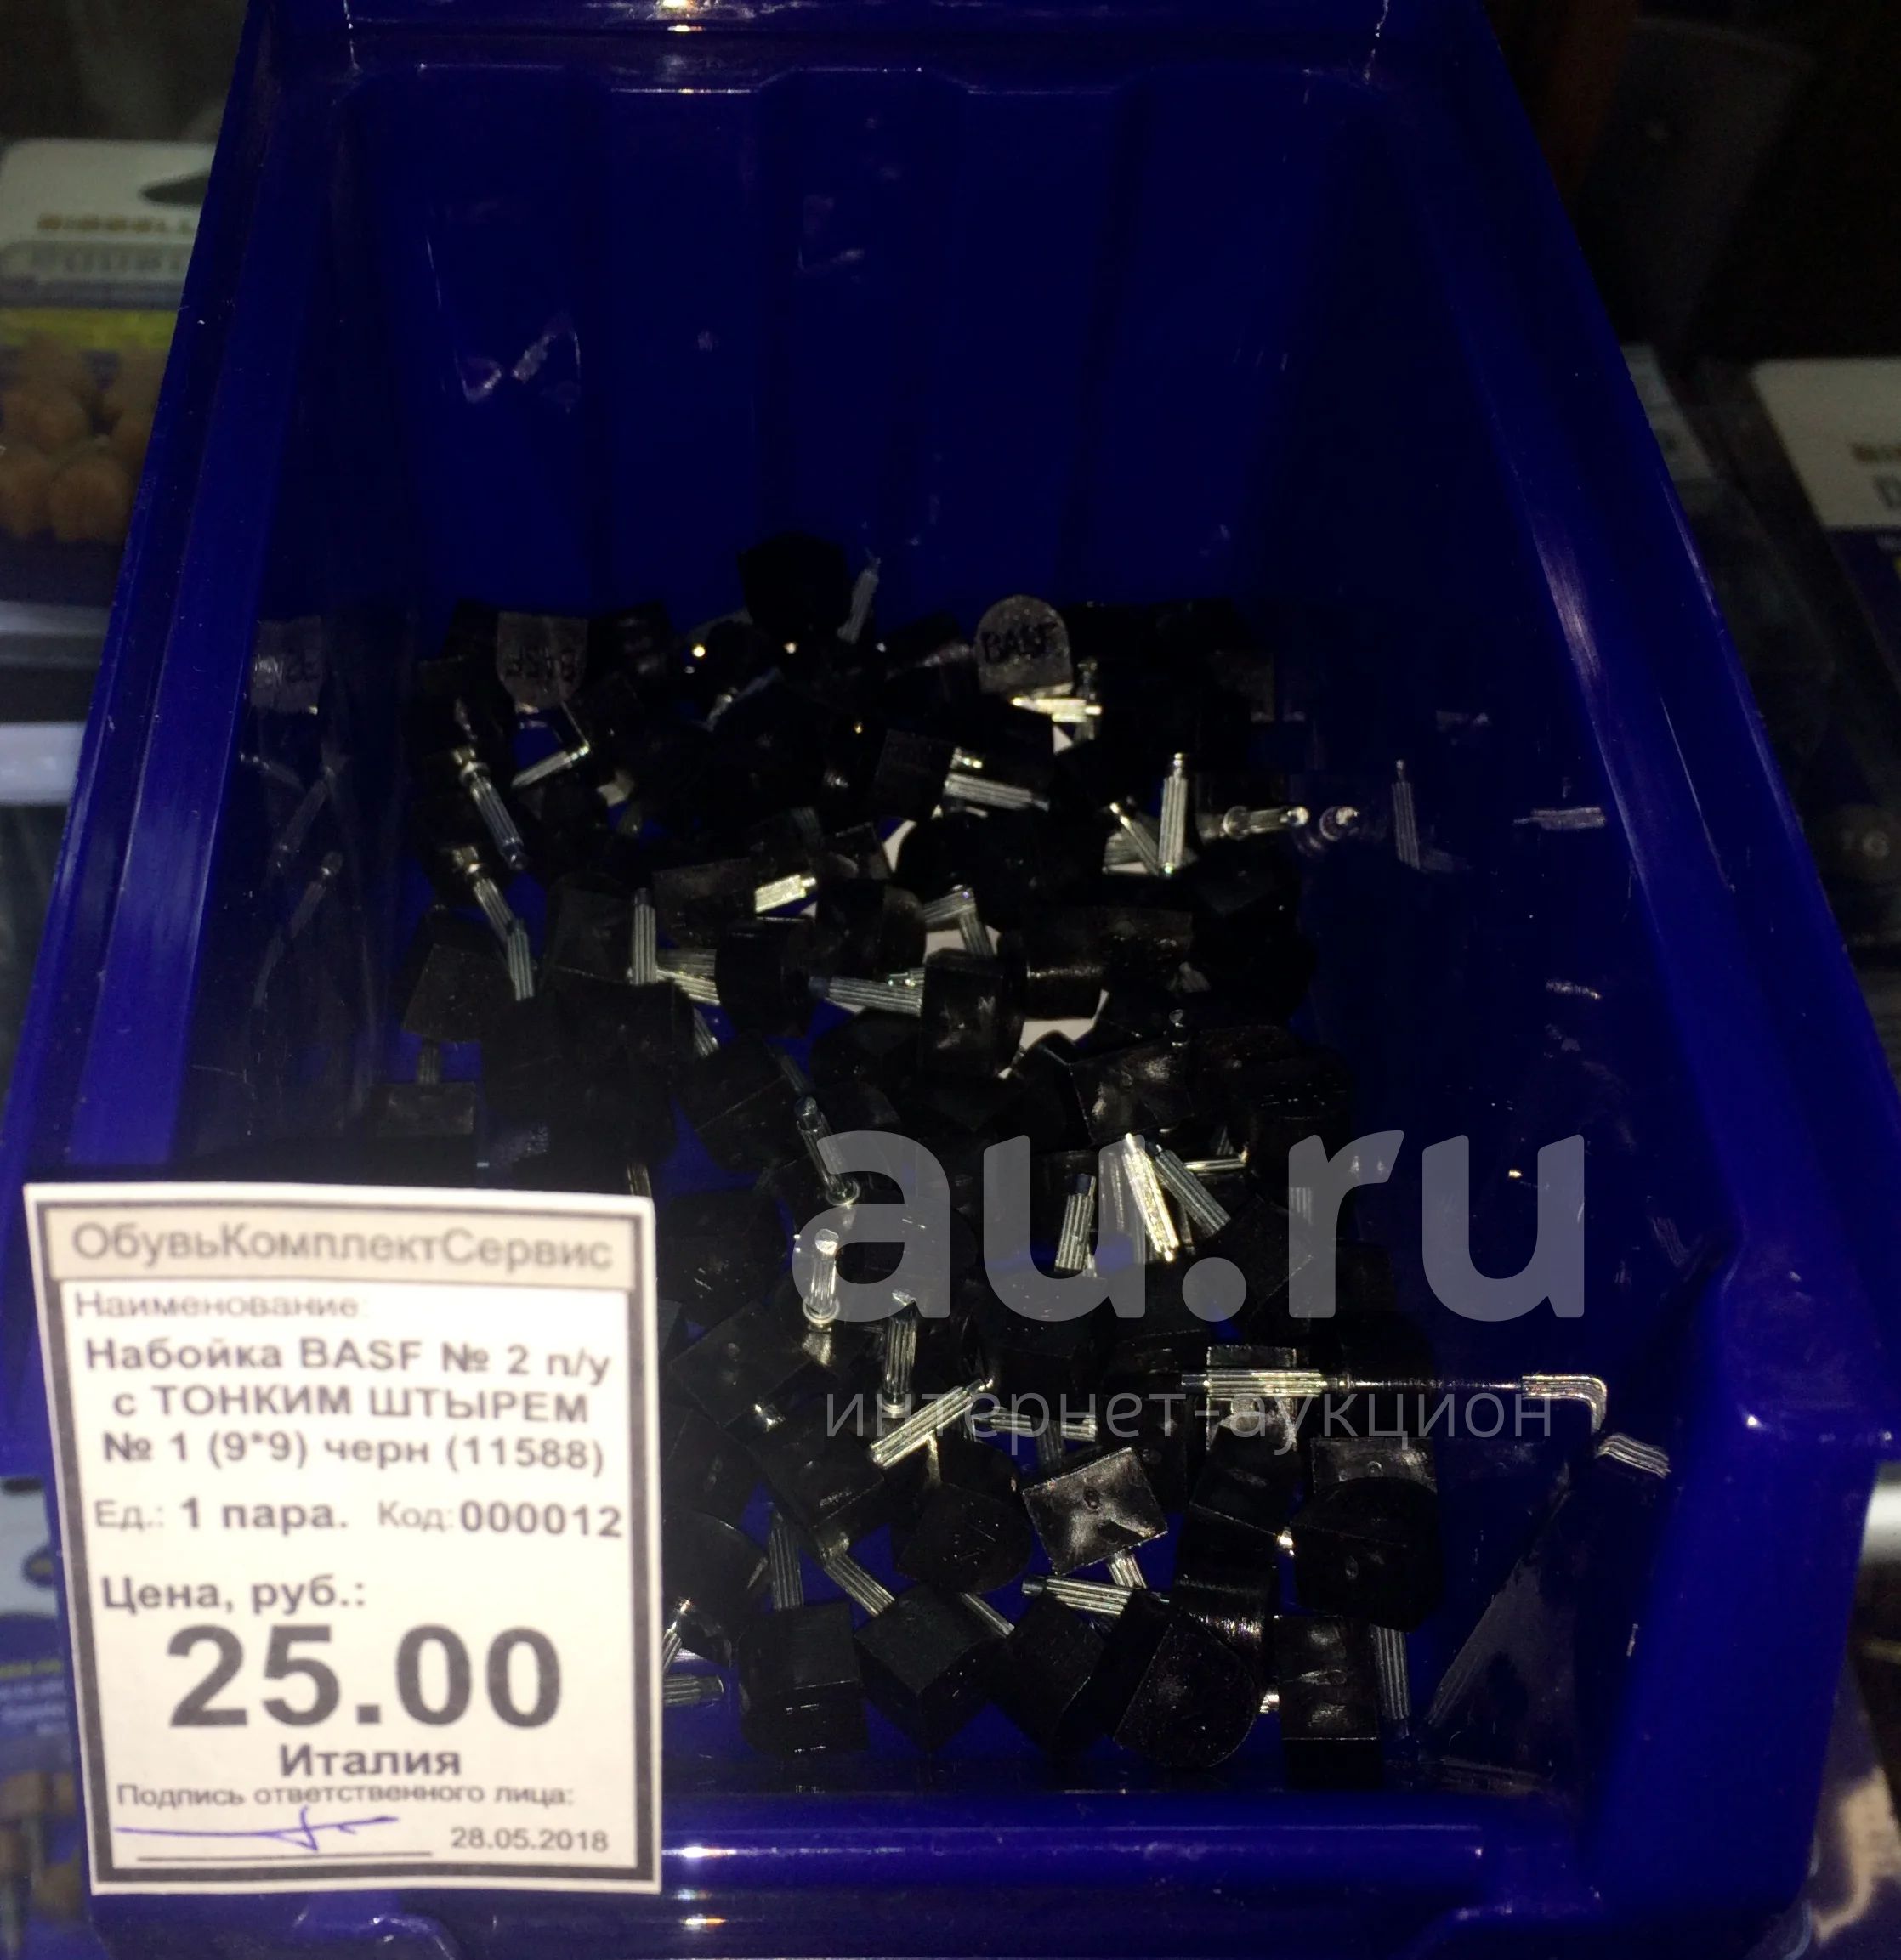 BASF
BASF
ОбувьКомплектСервис
Наименование:
Набойка BASF № 2 п/у
с ТОНКИМ ШТЫРЕМ
№ 1 (9*9) черн (11588)
Ед.: 1 пара. Код:000012
Цена, руб.:
25.00
Италия
Подпись ответственного лица:
28.05.2018
au.ru
интернет-аукцион